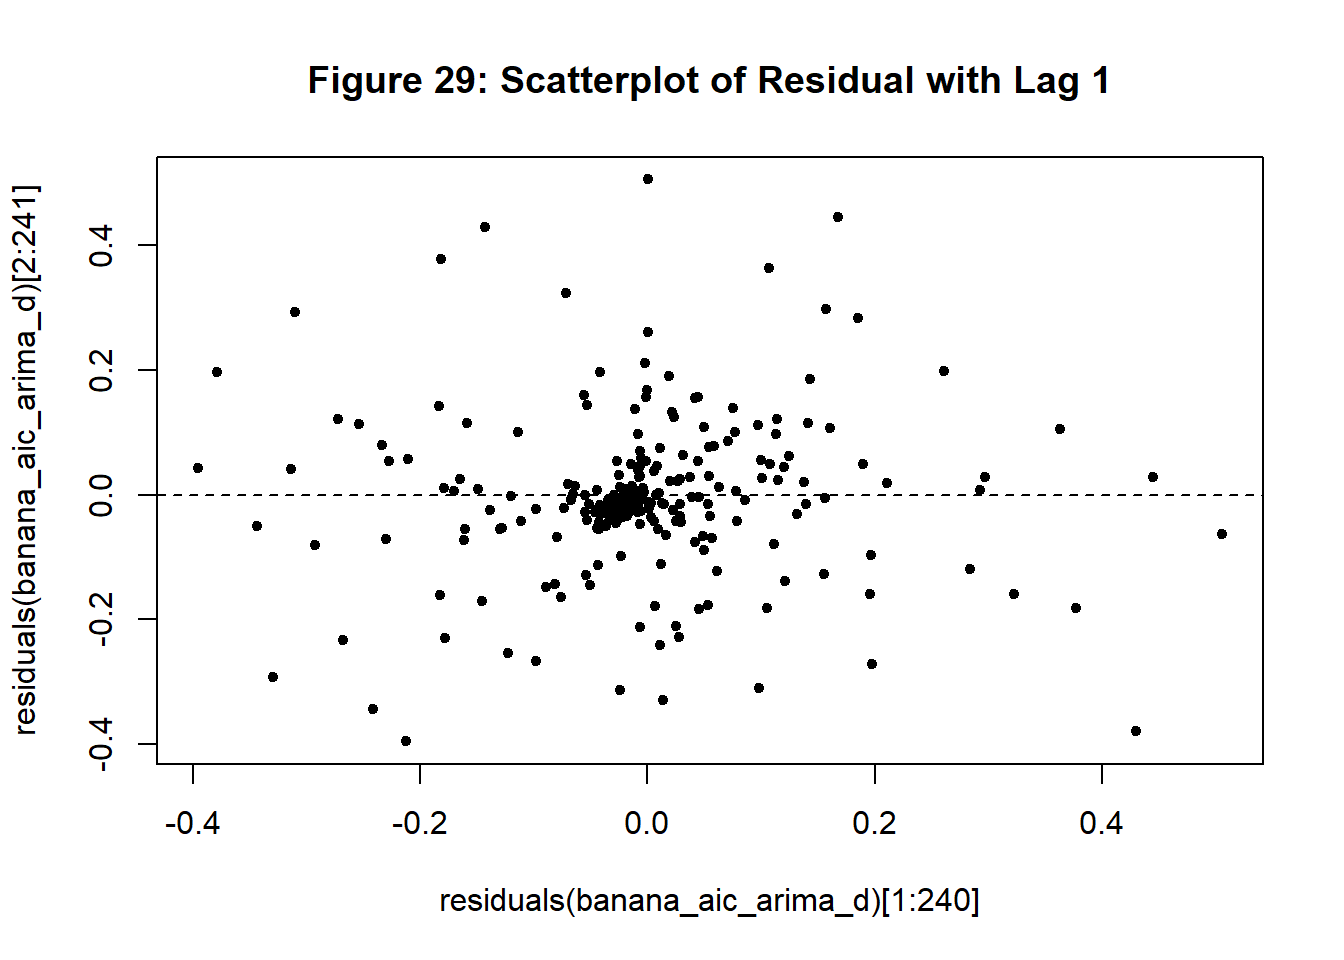 Figure 29: Scatterplot of Residual with Lag 1
residuals(banana_aic_arima_d)[2:241]
0.4
0.2
0.0
-0.2
-0.4
-0.4 -0.2 0.0 0.2 0.4
residuals(banana_aic_arima_d)[1:240]